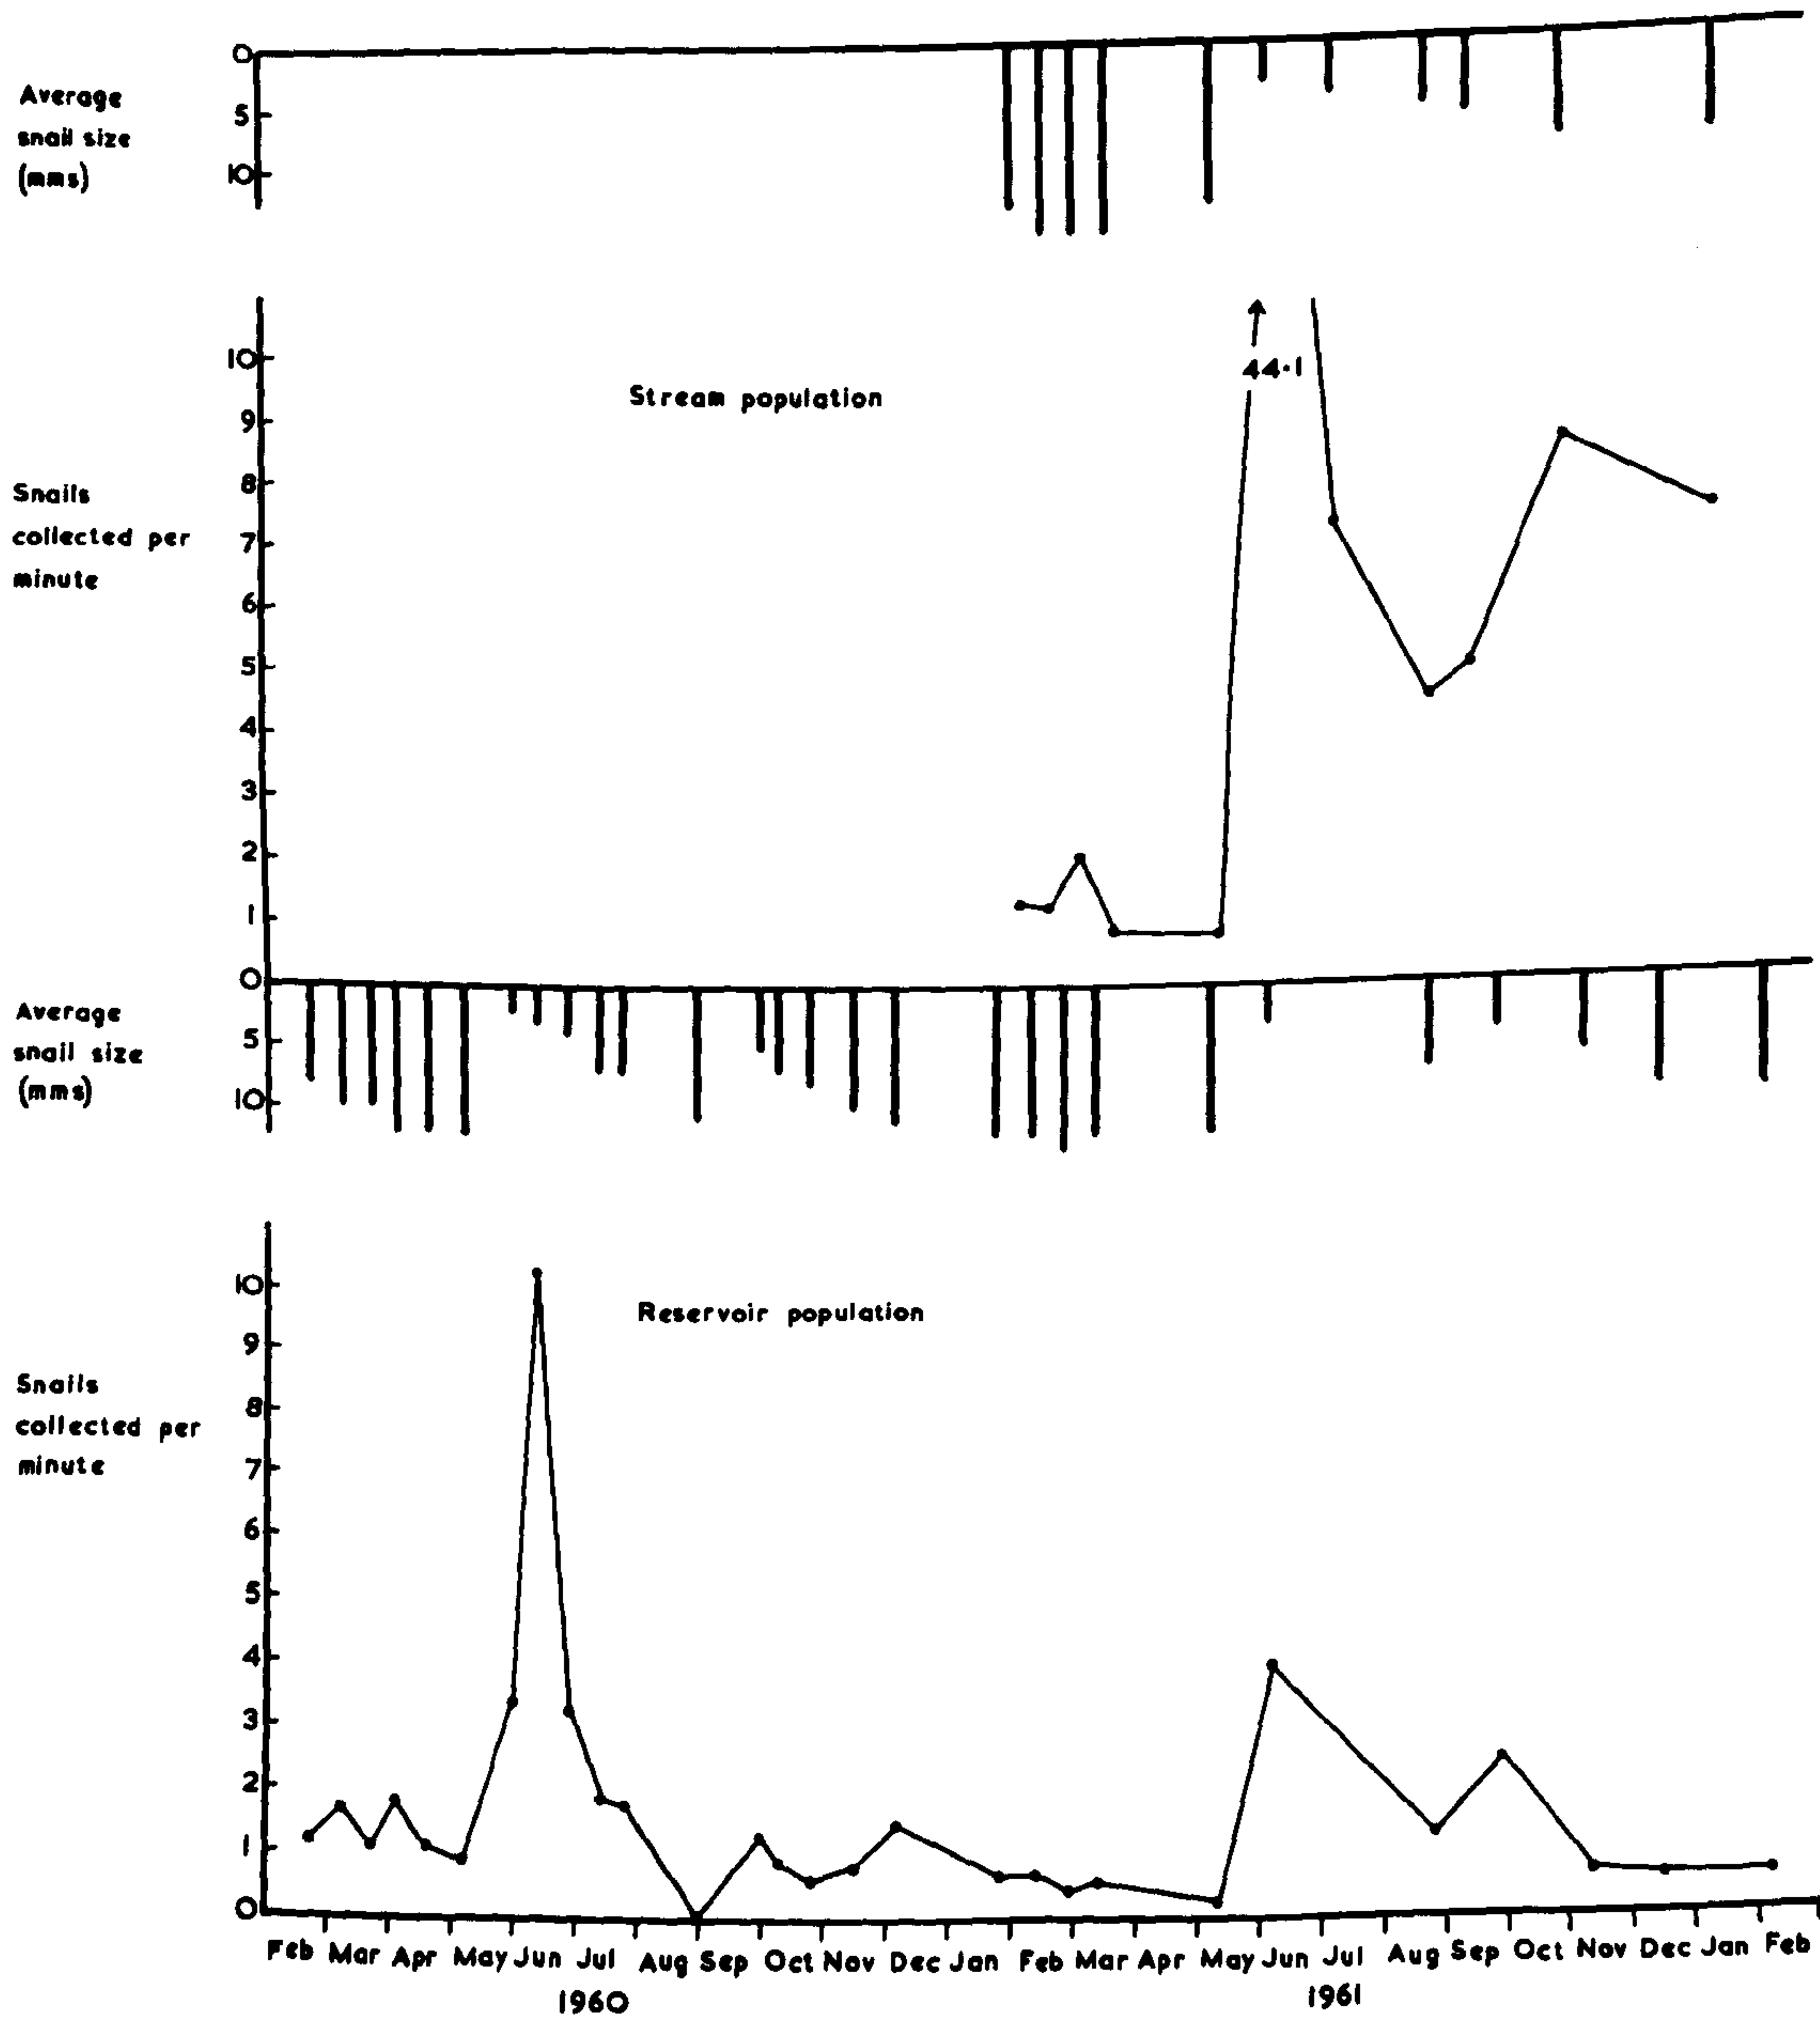 Average
snail size
(mms)
0
5
10
Snails
collected per
minute
10
9
8
7
6
5
4
3
2
1
0
Stream population
44·1
Average
snail size
(mms)
5
10
Snails
collected per
minute
10
9
8
7
6
5
4
3
2
1
0
Reservoir population
Feb Mar Apr May Jun Jul Aug Sep Oct Nov Dec Jan Feb Mar Apr May Jun Jul Aug Sep Oct Nov Dec Jan Feb
1960 1961